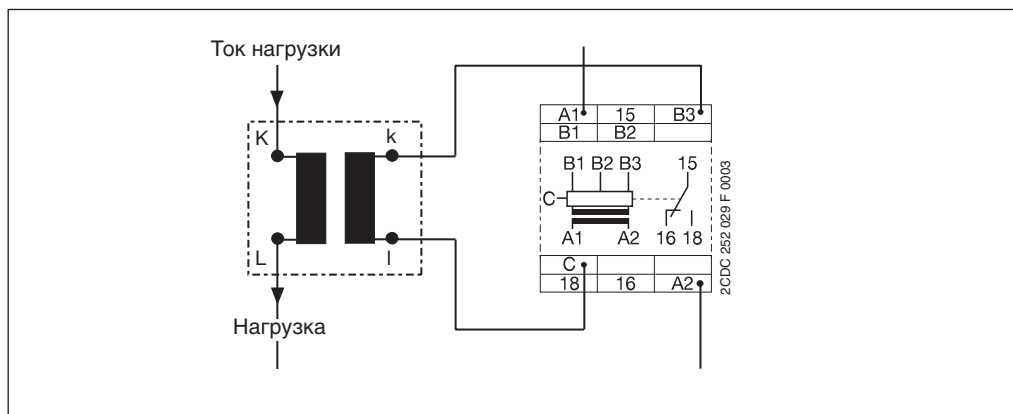 Ток нагрузки
K
k
L
l
Нагрузка
A1 15 B3
B1 B2
B1 B2 B3 15
C
A1 A2 16 18
C
18 16 A2
2CDC 252 029 F 0003